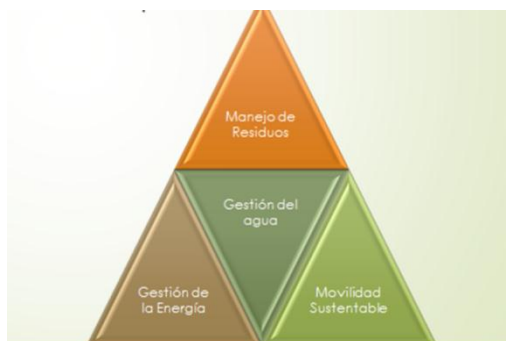 Manejo de
Residuos
Gestión del
agua
Gestión de
la Energía
Movilidad
Sustentable